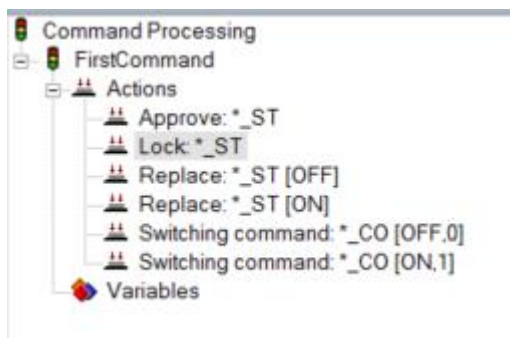 Command Processing
FirstCommand
Actions
Approve: *_ST
Lock: *_ST
Replace: *_ST [OFF]
Replace: *_ST [ON]
Switching command: *_CO [OFF,0]
Switching command: *_CO [ON,1]
Variables